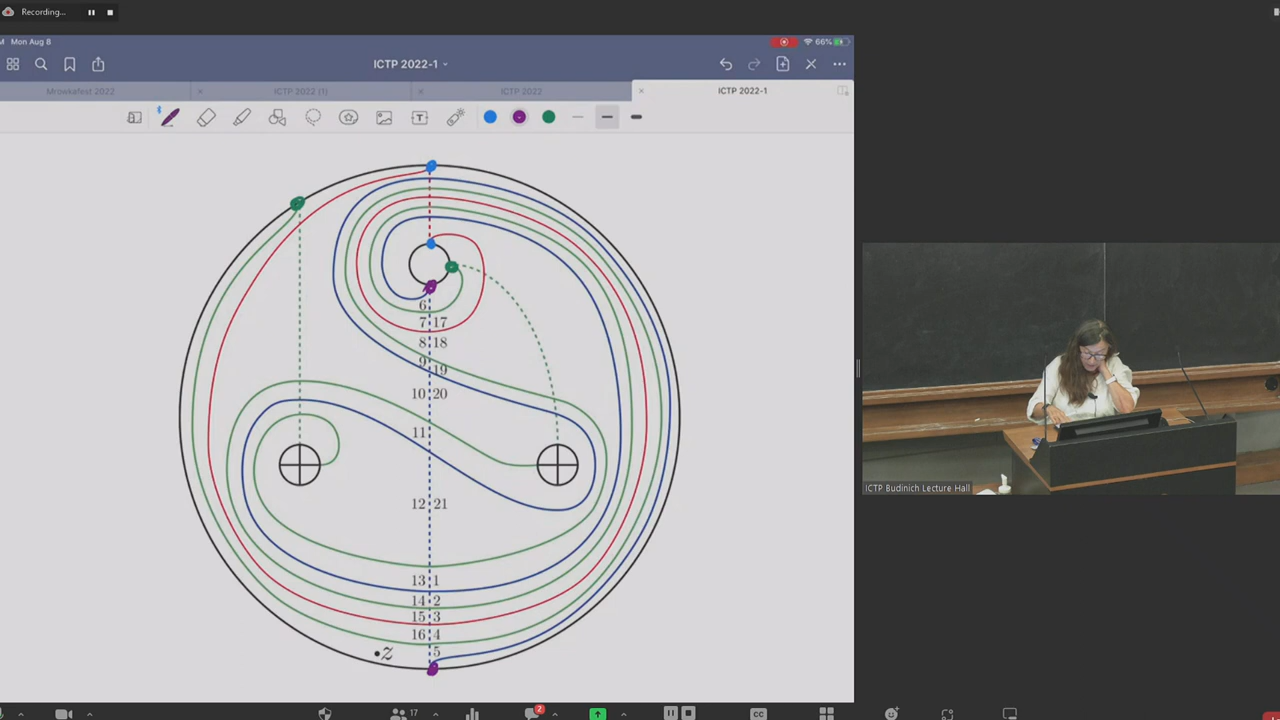 Recording...
Mon Aug 8
66%
ICTP 2022-1
Mrowkafest 2022
ICTP 2022 (1)
ICTP 2022
ICTP 2022-1
T
6
7 17
8 18
9 19
10 20
11
12 21
13 1
14 2
15 3
16 4
z 5
ICTP Budinich Lecture Hall
17
2
CC